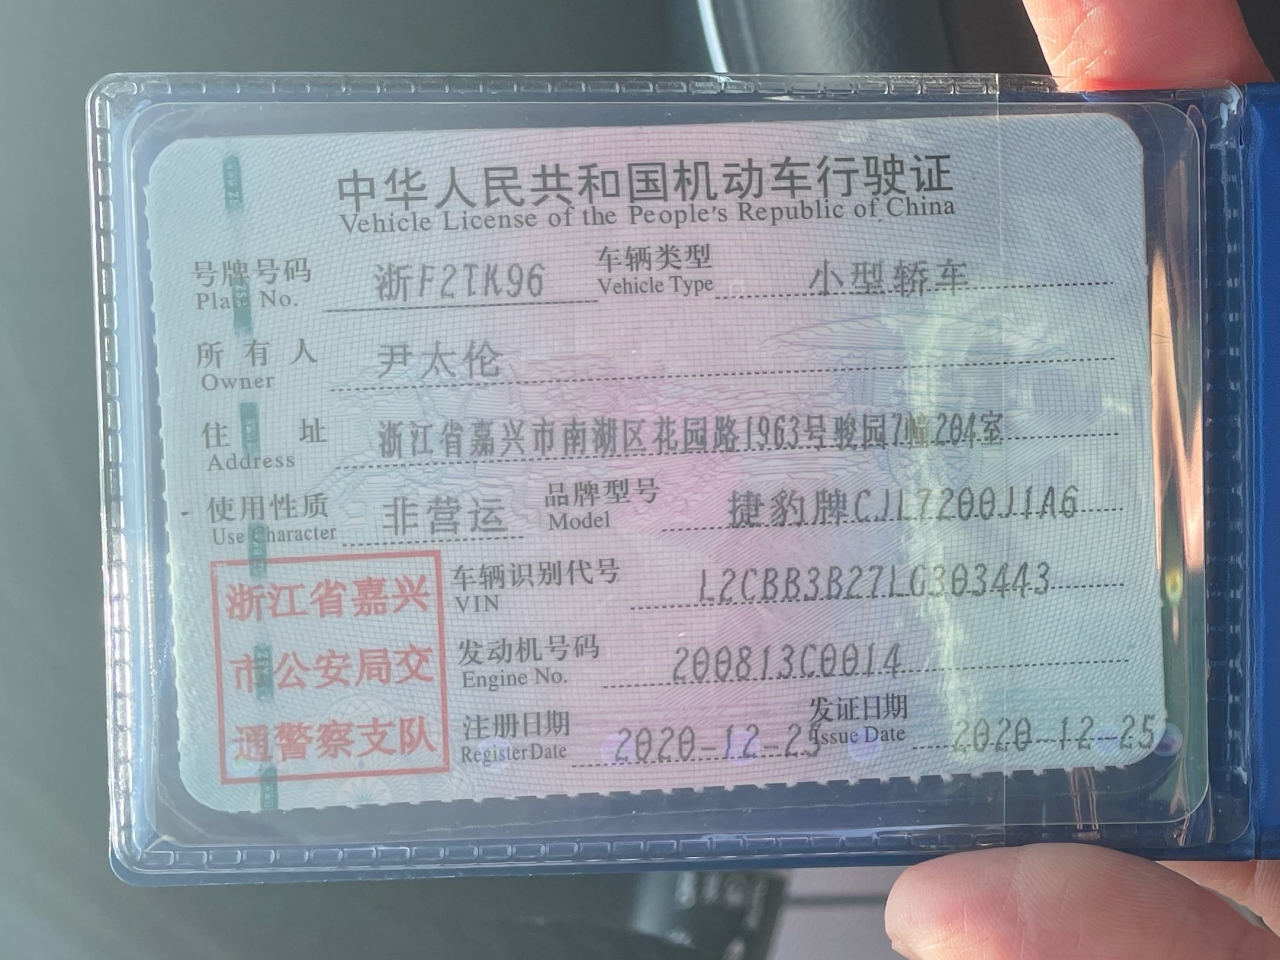 中华人民共和国机动车行驶证
Vehicle License of the People's Republic of China
号牌号码 浙F2TK96 车辆类型 小型轿车
Plate No. Vehicle Type
所有人 尹太伦
Owner
住址 浙江省嘉兴市南湖区花园路1963号骏园7幢204室
Address
使用性质 非营运 品牌型号 捷豹牌CJL7200J1A6
Use Character Model
浙江省嘉兴
市公安局交
通警察支队
车辆识别代号 L2CBB3B27LG303443
VIN
发动机号码 200813C0014
Engine No.
注册日期 2020-12-25 发证日期 2020-12-25
Register Date Issue Date